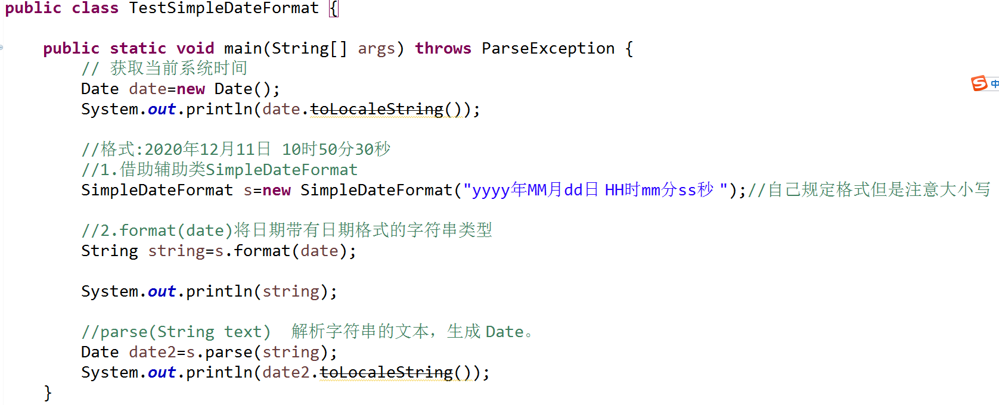 public class TestSimpleDateFormat {
public static void main(String[] args) throws ParseException {
// 获取当前系统时间
Date date=new Date();
System.out.println(date.toLocaleString());
//格式:2020年12月11日 10时50分30秒
//1.借助辅助类SimpleDateFormat
SimpleDateFormat s=new SimpleDateFormat("yyyy年MM月dd日 HH时mm分ss秒 ");//自己规定格式但是注意大小写
//2.format(date)将日期带有日期格式的字符串类型
String string=s.format(date);
System.out.println(string);
//parse(String text)  解析字符串的文本，生成 Date。
Date date2=s.parse(string);
System.out.println(date2.toLocaleString());
}
S 中